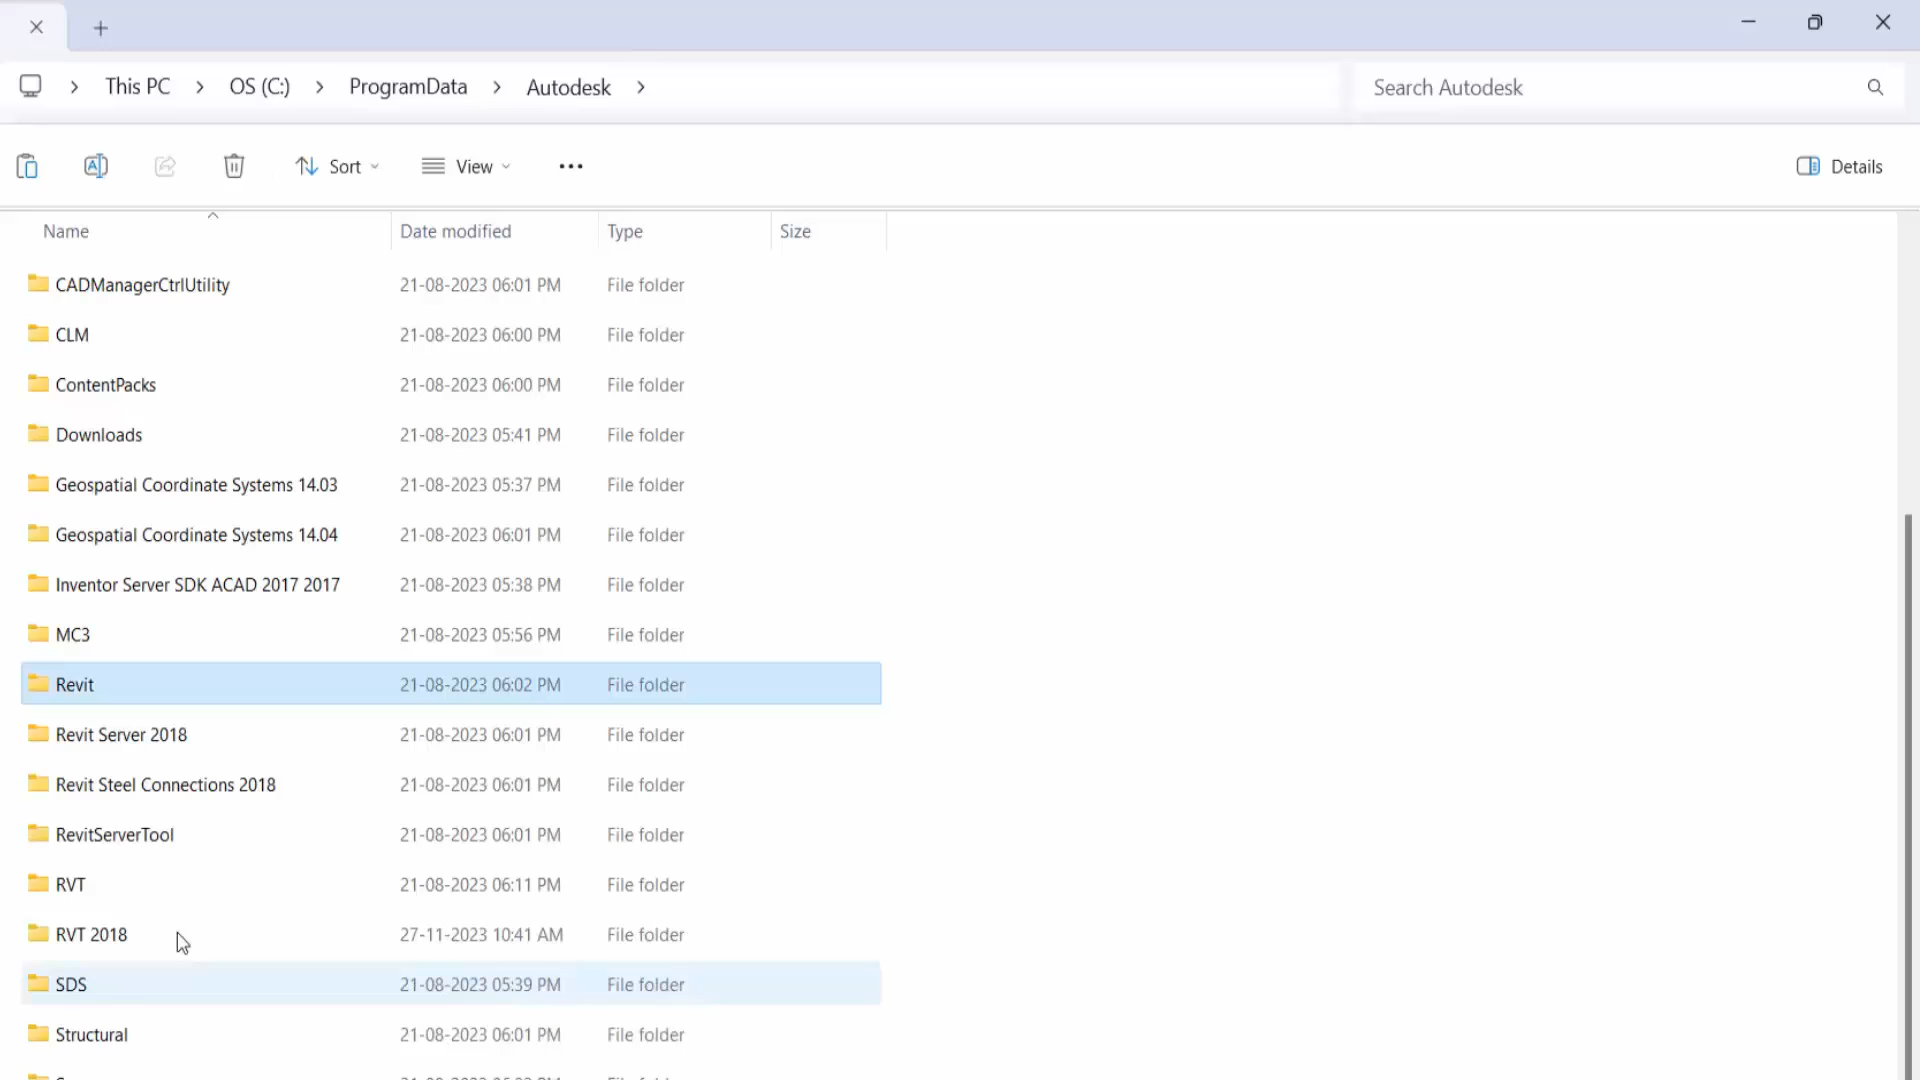 This PC > OS (C:) > ProgramData > Autodesk >
Search Autodesk
Sort
View
Details
Name Date modified Type Size
CADManagerCtrlUtility 21-08-2023 06:01 PM File folder
CLM 21-08-2023 06:00 PM File folder
ContentPacks 21-08-2023 06:00 PM File folder
Downloads 21-08-2023 05:41 PM File folder
Geospatial Coordinate Systems 14.03 21-08-2023 05:37 PM File folder
Geospatial Coordinate Systems 14.04 21-08-2023 06:01 PM File folder
Inventor Server SDK ACAD 2017 2017 21-08-2023 05:38 PM File folder
MC3 21-08-2023 05:56 PM File folder
Revit 21-08-2023 06:02 PM File folder
Revit Server 2018 21-08-2023 06:01 PM File folder
Revit Steel Connections 2018 21-08-2023 06:01 PM File folder
RevitServerTool 21-08-2023 06:01 PM File folder
RVT 21-08-2023 06:11 PM File folder
RVT 2018 27-11-2023 10:41 AM File folder
SDS 21-08-2023 05:39 PM File folder
Structural 21-08-2023 06:01 PM File folder